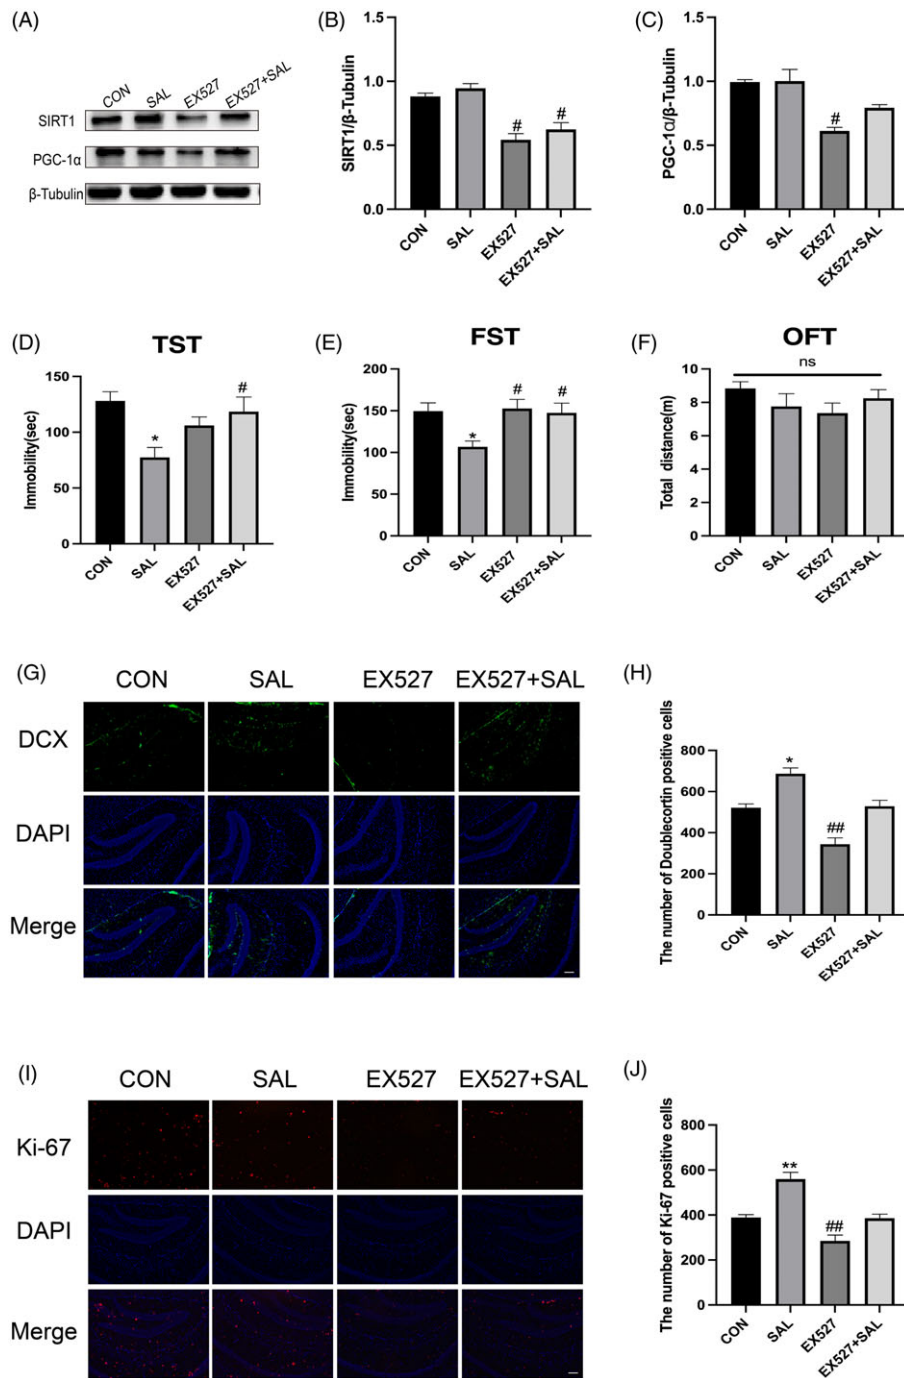 (A)
CON SAL EX527 EX527+SAL
SIRT1
PGC-1α
β-Tubulin
(B)
SIRT1/β-Tubulin
1.5
1.0
0.5
0.0
# #
CON SAL EX527 EX527+SAL
(C)
PGC-1α/β-Tubulin
1.5
1.0
0.5
0.0
#
CON SAL EX527 EX527+SAL
(D)
TST
Immobility(sec)
150
100
50
0
* #
CON SAL EX527 EX527+SAL
(E)
FST
Immobility(sec)
200
150
100
50
0
* # #
CON SAL EX527 EX527+SAL
(F)
OFT
ns
Total distance(m)
10
8
6
4
2
0
CON SAL EX527 EX527+SAL
(G)
CON SAL EX527 EX527+SAL
DCX
DAPI
Merge
(H)
The number of Doublecortin positive cells
800
600
400
200
0
* ##
CON SAL EX527 EX527+SAL
(I)
CON SAL EX527 EX527+SAL
Ki-67
DAPI
Merge
(J)
The number of Ki-67 positive cells
800
600
400
200
0
** ##
CON SAL EX527 EX527+SAL